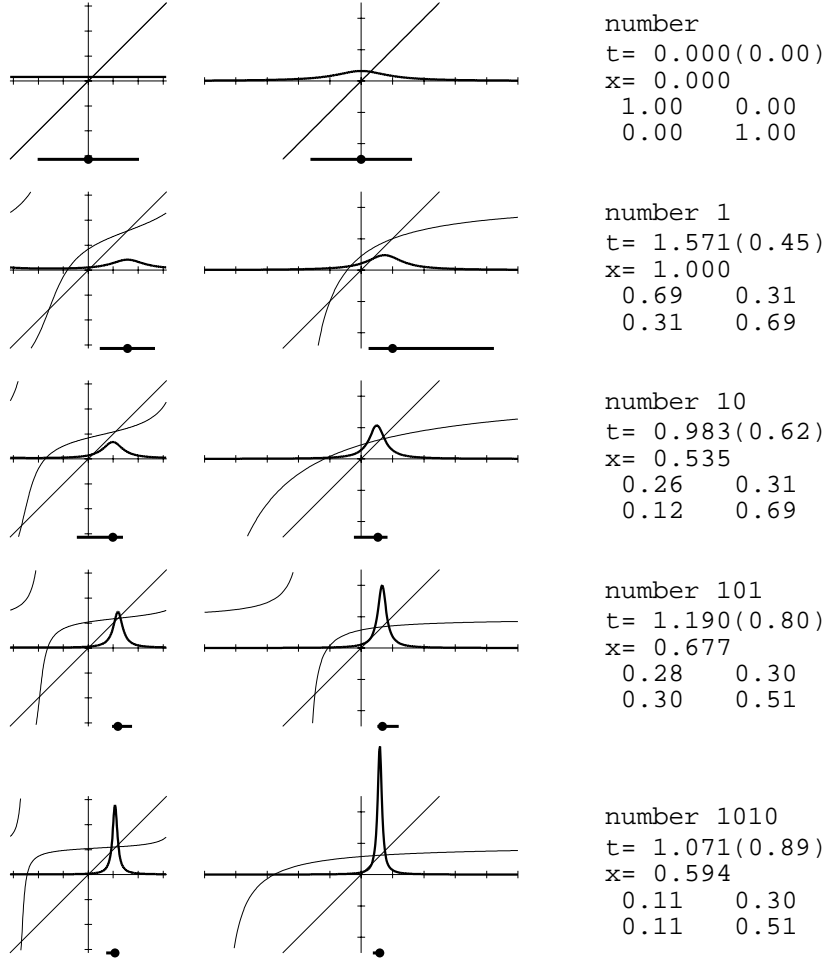 number
t= 0.000(0.00)
x= 0.000
1.00 0.00
0.00 1.00
number 1
t= 1.571(0.45)
x= 1.000
0.69 0.31
0.31 0.69
number 10
t= 0.983(0.62)
x= 0.535
0.26 0.31
0.12 0.69
number 101
t= 1.190(0.80)
x= 0.677
0.28 0.30
0.30 0.51
number 1010
t= 1.071(0.89)
x= 0.594
0.11 0.30
0.11 0.51